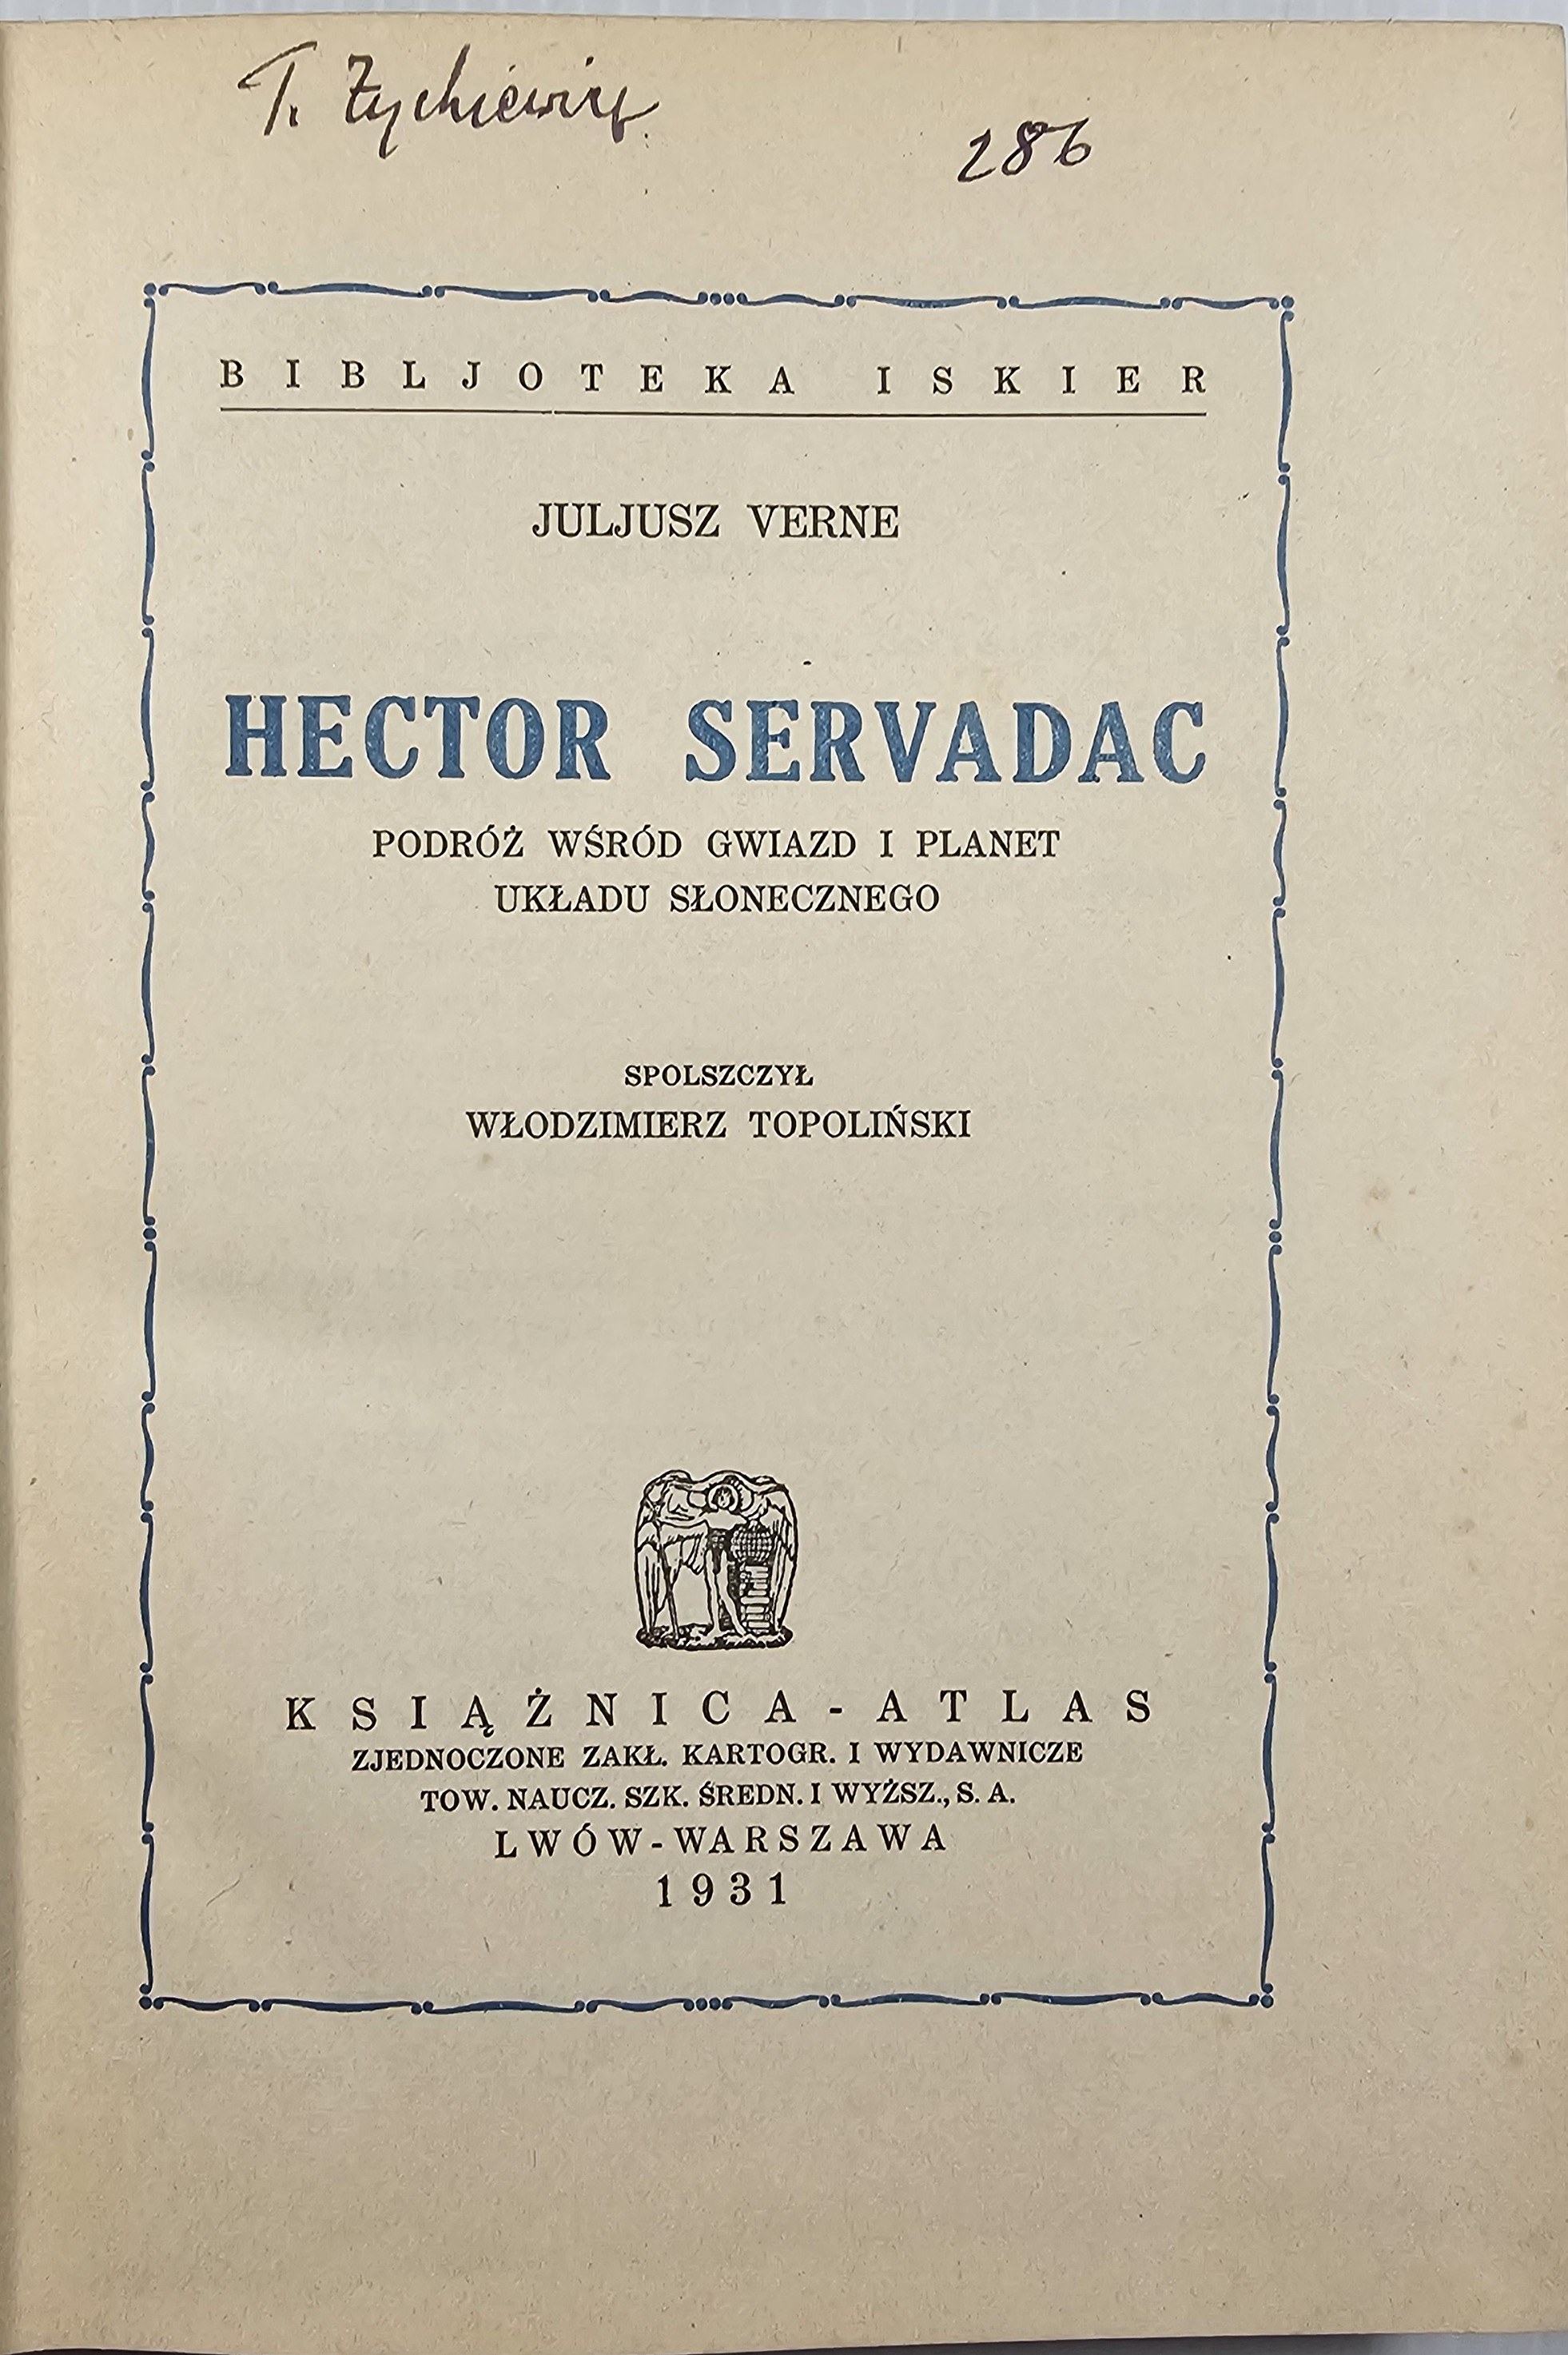 T. Żychiewicz
286
BIBLJOTEKA ISKIER
JULJUSZ VERNE
HECTOR SERVADAC
PODRÓŻ WŚRÓD GWIAZD I PLANET
UKŁADU SŁONECZNEGO
SPOLSZCZYŁ
WŁODZIMIERZ TOPOLIŃSKI
KSIĄŻNICA-ATLAS
ZJEDNOCZONE ZAKŁ. KARTOGR. I WYDAWNICZE
TOW. NAUCZ. SZK. ŚREDN. I WYŻSZ., S. A.
LWÓW-WARSZAWA
1931